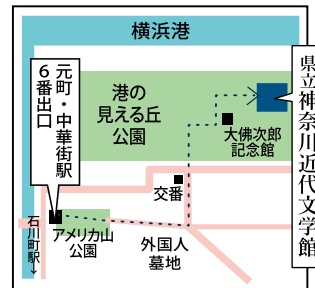 横浜港
県立神奈川近代文学館
元町・中華街駅
6番出口
港の
見える丘
公園
大佛次郎
記念館
交番
アメリカ山
公園
外国人
墓地
石川町駅↓